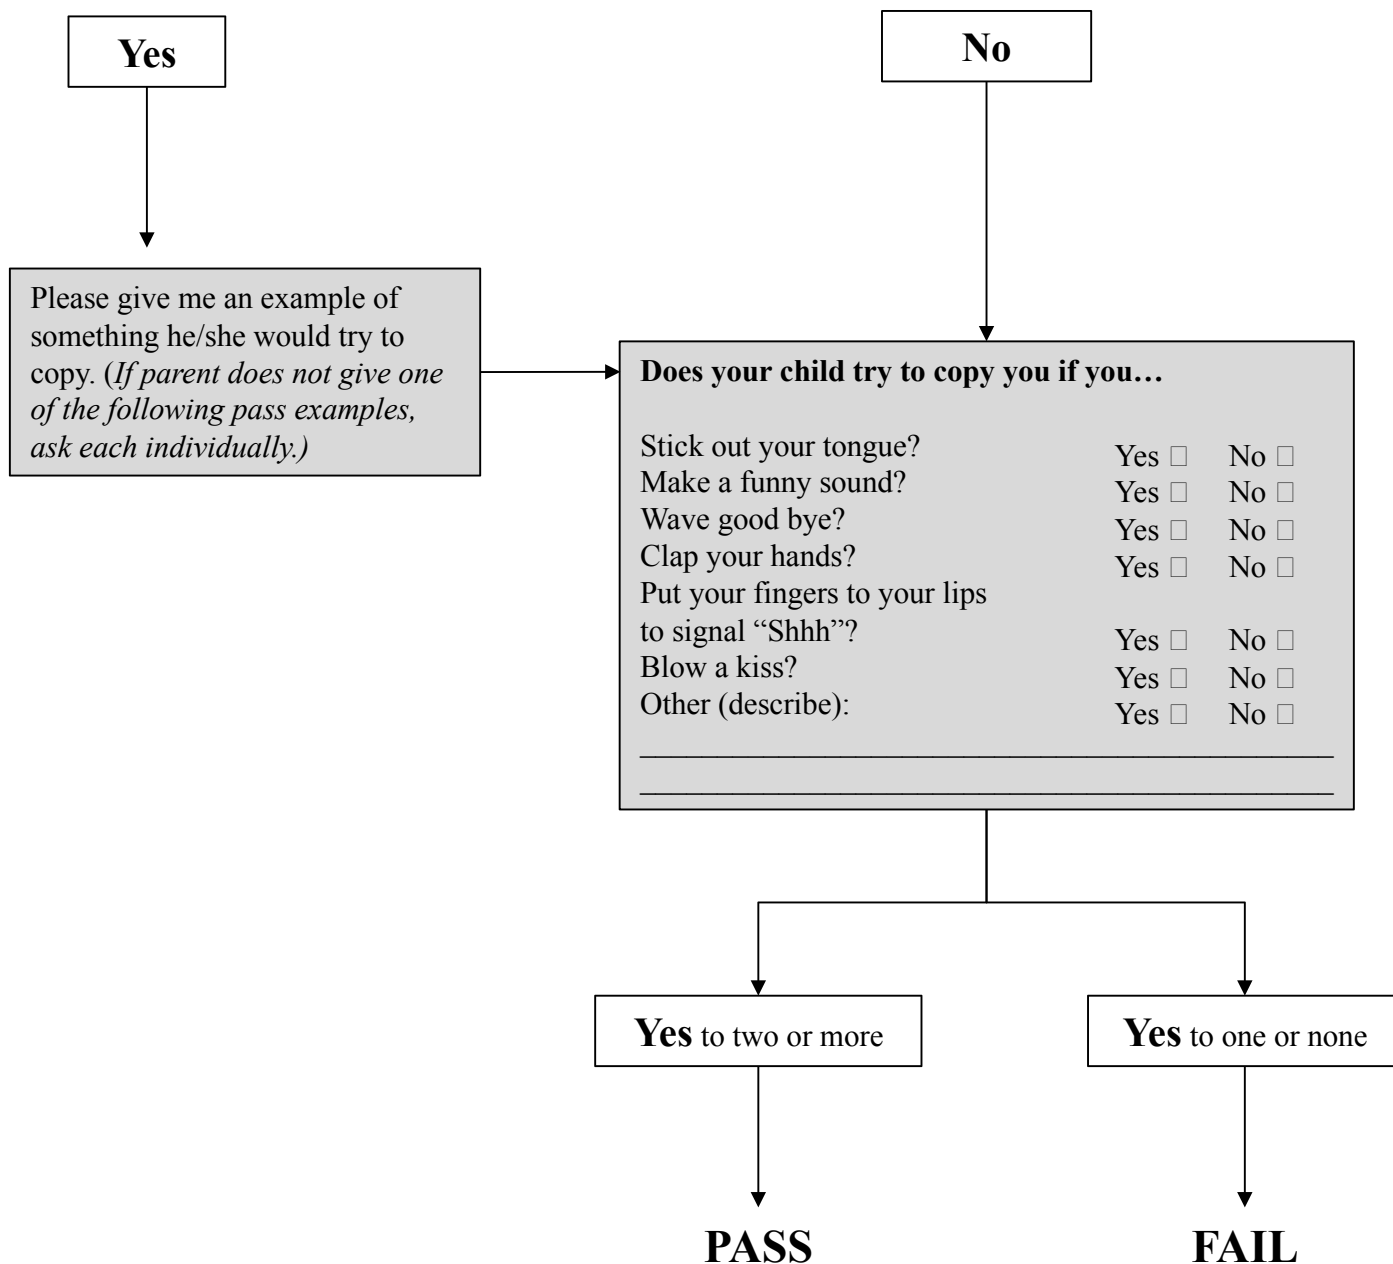 Yes
No
Please give me an example of
something he/she would try to
copy. (If parent does not give one
of the following pass examples,
ask each individually.)
Does your child try to copy you if you…
Stick out your tongue? Yes □ No □
Make a funny sound? Yes □ No □
Wave good bye? Yes □ No □
Clap your hands? Yes □ No □
Put your fingers to your lips
to signal “Shhh”? Yes □ No □
Blow a kiss? Yes □ No □
Other (describe): Yes □ No □
Yes to two or more
Yes to one or none
PASS
FAIL